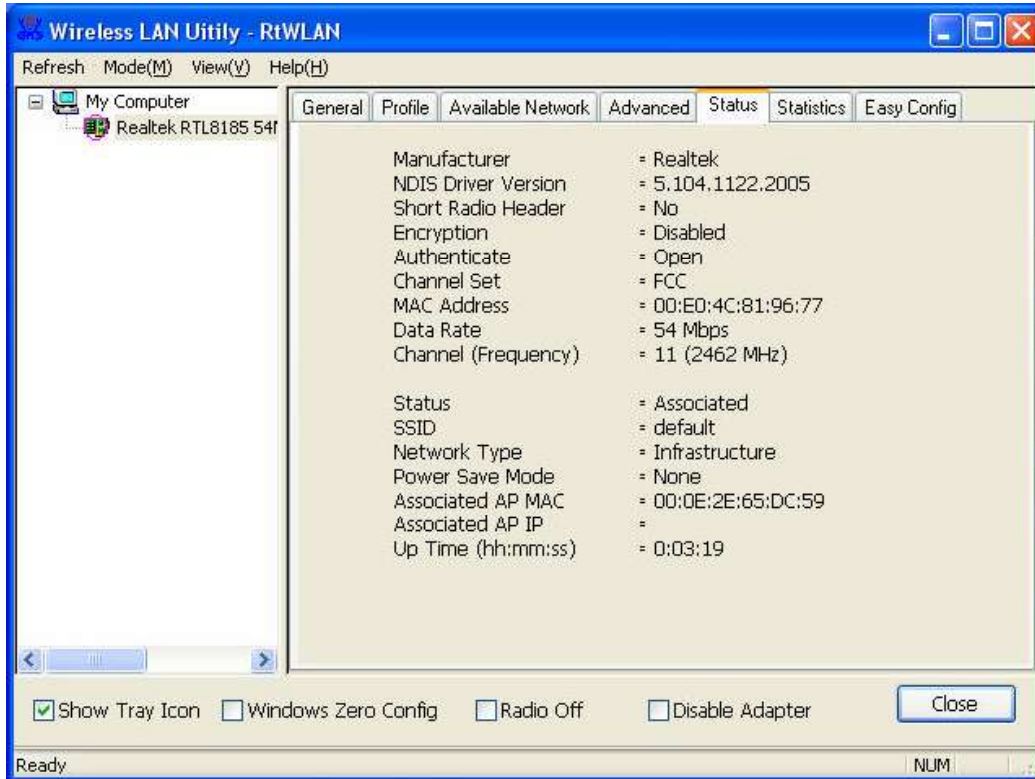 Wireless LAN Uitily - RtWLAN
Refresh Mode(M) View(V) Help(H)
My Computer
Realtek RTL8185 54
General Profile Available Network Advanced Status Statistics Easy Config
Manufacturer = Realtek
NDIS Driver Version = 5.104.1122.2005
Short Radio Header = No
Encryption = Disabled
Authenticate = Open
Channel Set = FCC
MAC Address = 00:E0:4C:81:96:77
Data Rate = 54 Mbps
Channel (Frequency) = 11 (2462 MHz)
Status = Associated
SSID = default
Network Type = Infrastructure
Power Save Mode = None
Associated AP MAC = 00:0E:2E:65:DC:59
Associated AP IP =
Up Time (hh:mm:ss) = 0:03:19
Show Tray Icon Windows Zero Config Radio Off Disable Adapter Close
Ready NUM